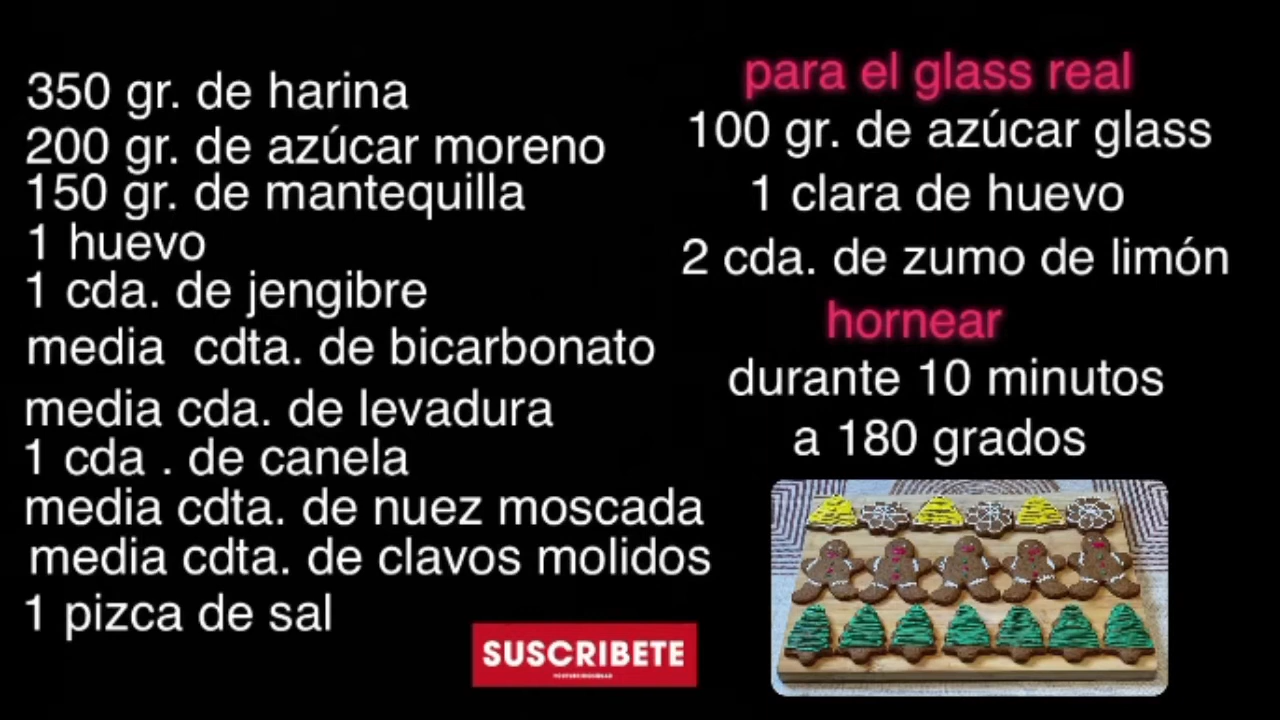 350 gr. de harina
200 gr. de azúcar moreno
150 gr. de mantequilla
1 huevo
1 cda. de jengibre
media cdta. de bicarbonato
media cda. de levadura
1 cda . de canela
media cdta. de nuez moscada
media cdta. de clavos molidos
1 pizca de sal
para el glass real
100 gr. de azúcar glass
1 clara de huevo
2 cda. de zumo de limón
hornear
durante 10 minutos
a 180 grados
SUSCRIBETE